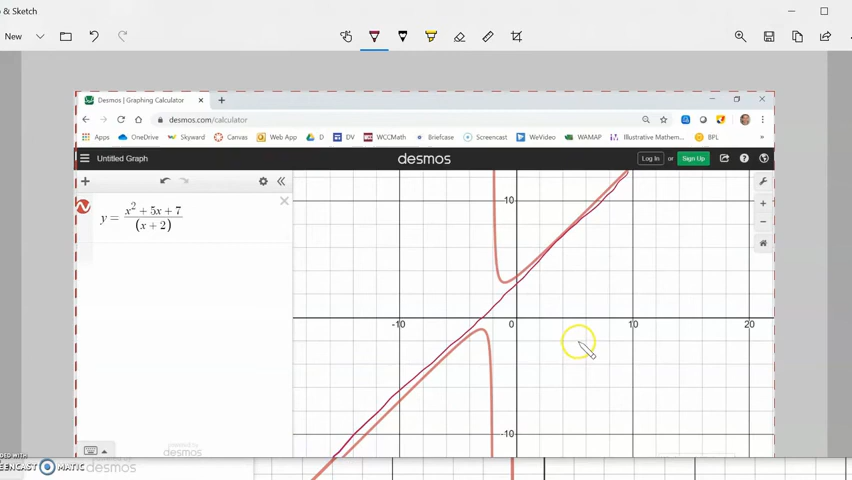 & Sketch
New
Desmos | Graphing Calculator
desmos.com/calculator
Apps OneDrive Skyward Canvas Web App D DV WCCMath Briefcase Screencast WeVideo WAMAP Illustrative Mathem... BPL
Untitled Graph desmos Log In or Sign Up
y = \frac{x^2 + 5x + 7}{(x + 2)}
10
-10 0 10 20
-10
powered by
desmos
EENCAST MATIC
desmos